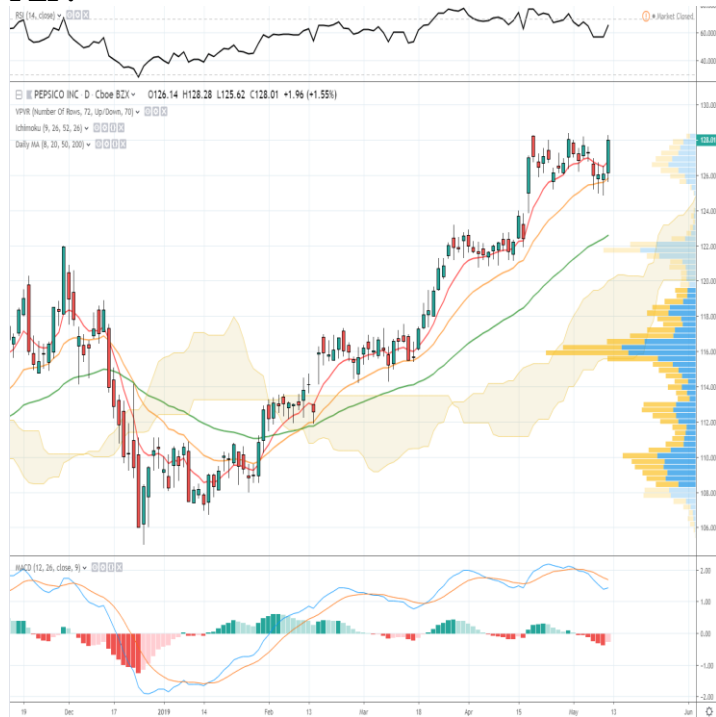 RSI (14, close)
Market Closed
60.000
40.000
PEPSICO INC · D · Cboe BZX O126.14 H128.28 L125.62 C128.01 +1.96 (+1.55%)
VPVR (Number Of Rows, 72, Up/Down, 70)
Ichimoku (9, 26, 52, 26)
Daily MA (8, 20, 50, 200)
130.00
128.01
126.00
124.00
122.00
120.00
118.00
116.00
114.00
112.00
110.00
108.00
106.00
MACD (12, 26, close, 9)
2.00
1.00
0.00
-1.00
-2.00
19 Dec 17 2019 14 Feb 13 Mar 18 Apr 15 May 13 Jun